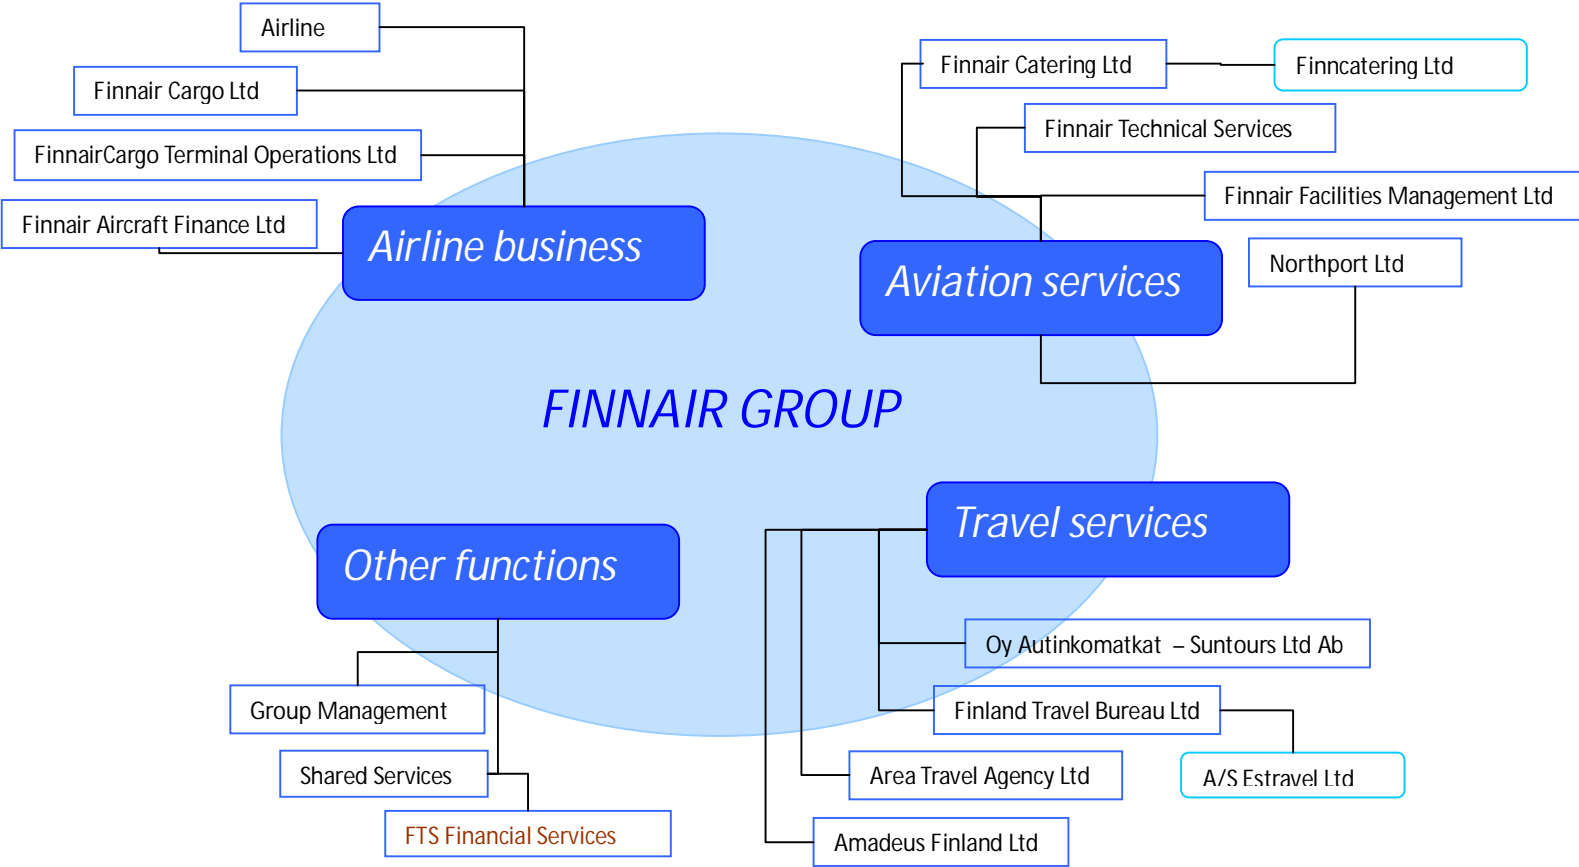 Airline
Finnair Cargo Ltd
FinnairCargo Terminal Operations Ltd
Finnair Aircraft Finance Ltd
Airline business
Finnair Catering Ltd
Finncatering Ltd
Finnair Technical Services
Finnair Facilities Management Ltd
Northport Ltd
Aviation services
FINNAIR GROUP
Other functions
Group Management
Shared Services
FTS Financial Services
Travel services
Oy Autinkomatkat – Suntours Ltd Ab
Finland Travel Bureau Ltd
A/S Estravel Ltd
Area Travel Agency Ltd
Amadeus Finland Ltd